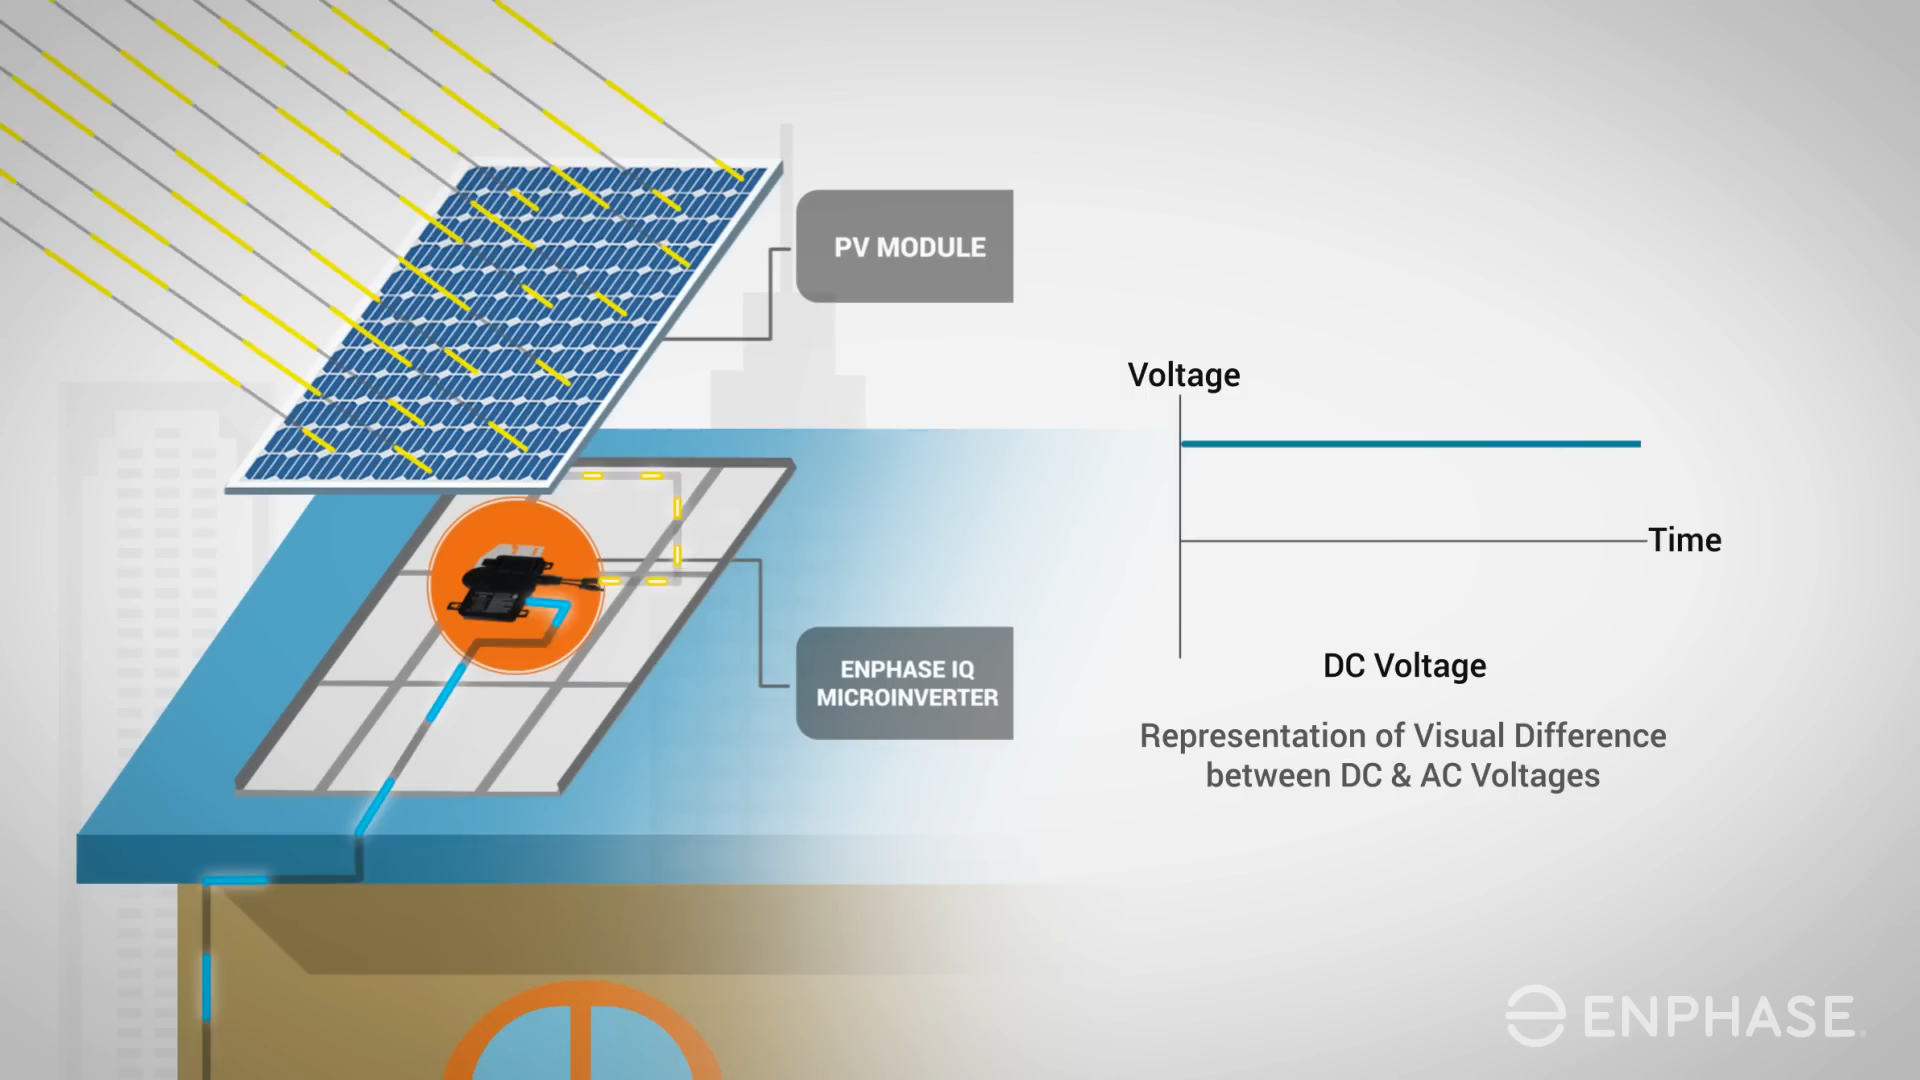 PV MODULE
Voltage
Time
ENPHASE IQ
MICROINVERTER
DC Voltage
Representation of Visual Difference
between DC & AC Voltages
ENPHASE